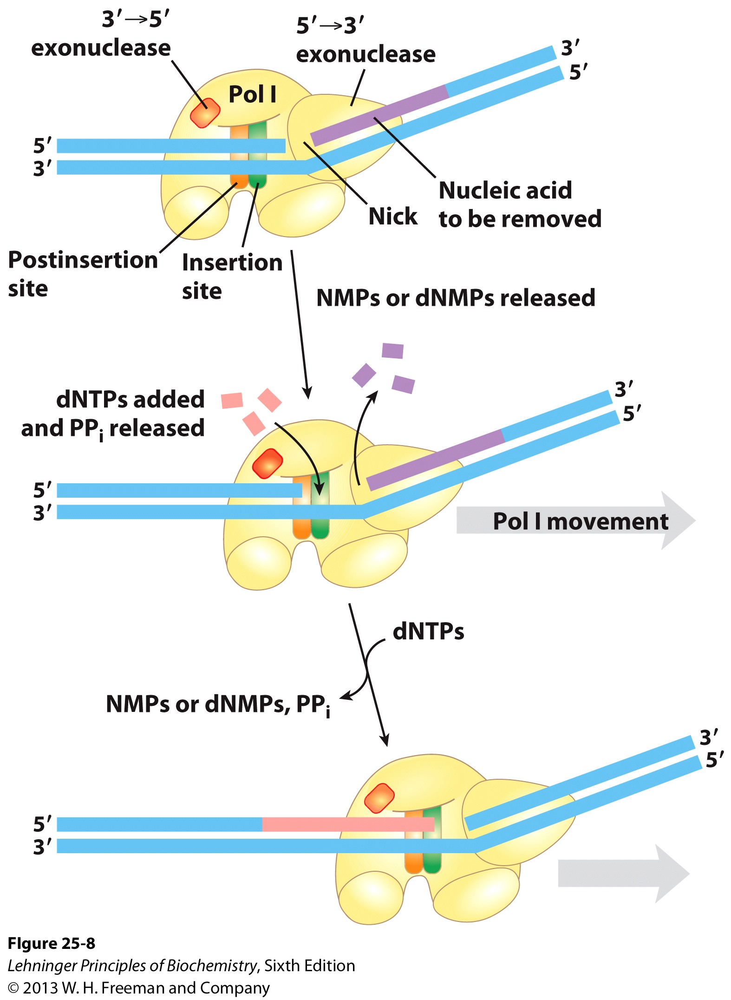 3′→5′
exonuclease
5′→3′
exonuclease
Pol I
3′
5′
5′
3′
Nick
Nucleic acid
to be removed
Postinsertion
site
Insertion
site
NMPs or dNMPs released
dNTPs added
and PPi released
3′
5′
5′
3′
Pol I movement
dNTPs
NMPs or dNMPs, PPi
3′
5′
5′
3′
FIgure 25-8
Lehninger Principles of Biochemistry, Sixth Edition
© 2013 W. H. Freeman and Company